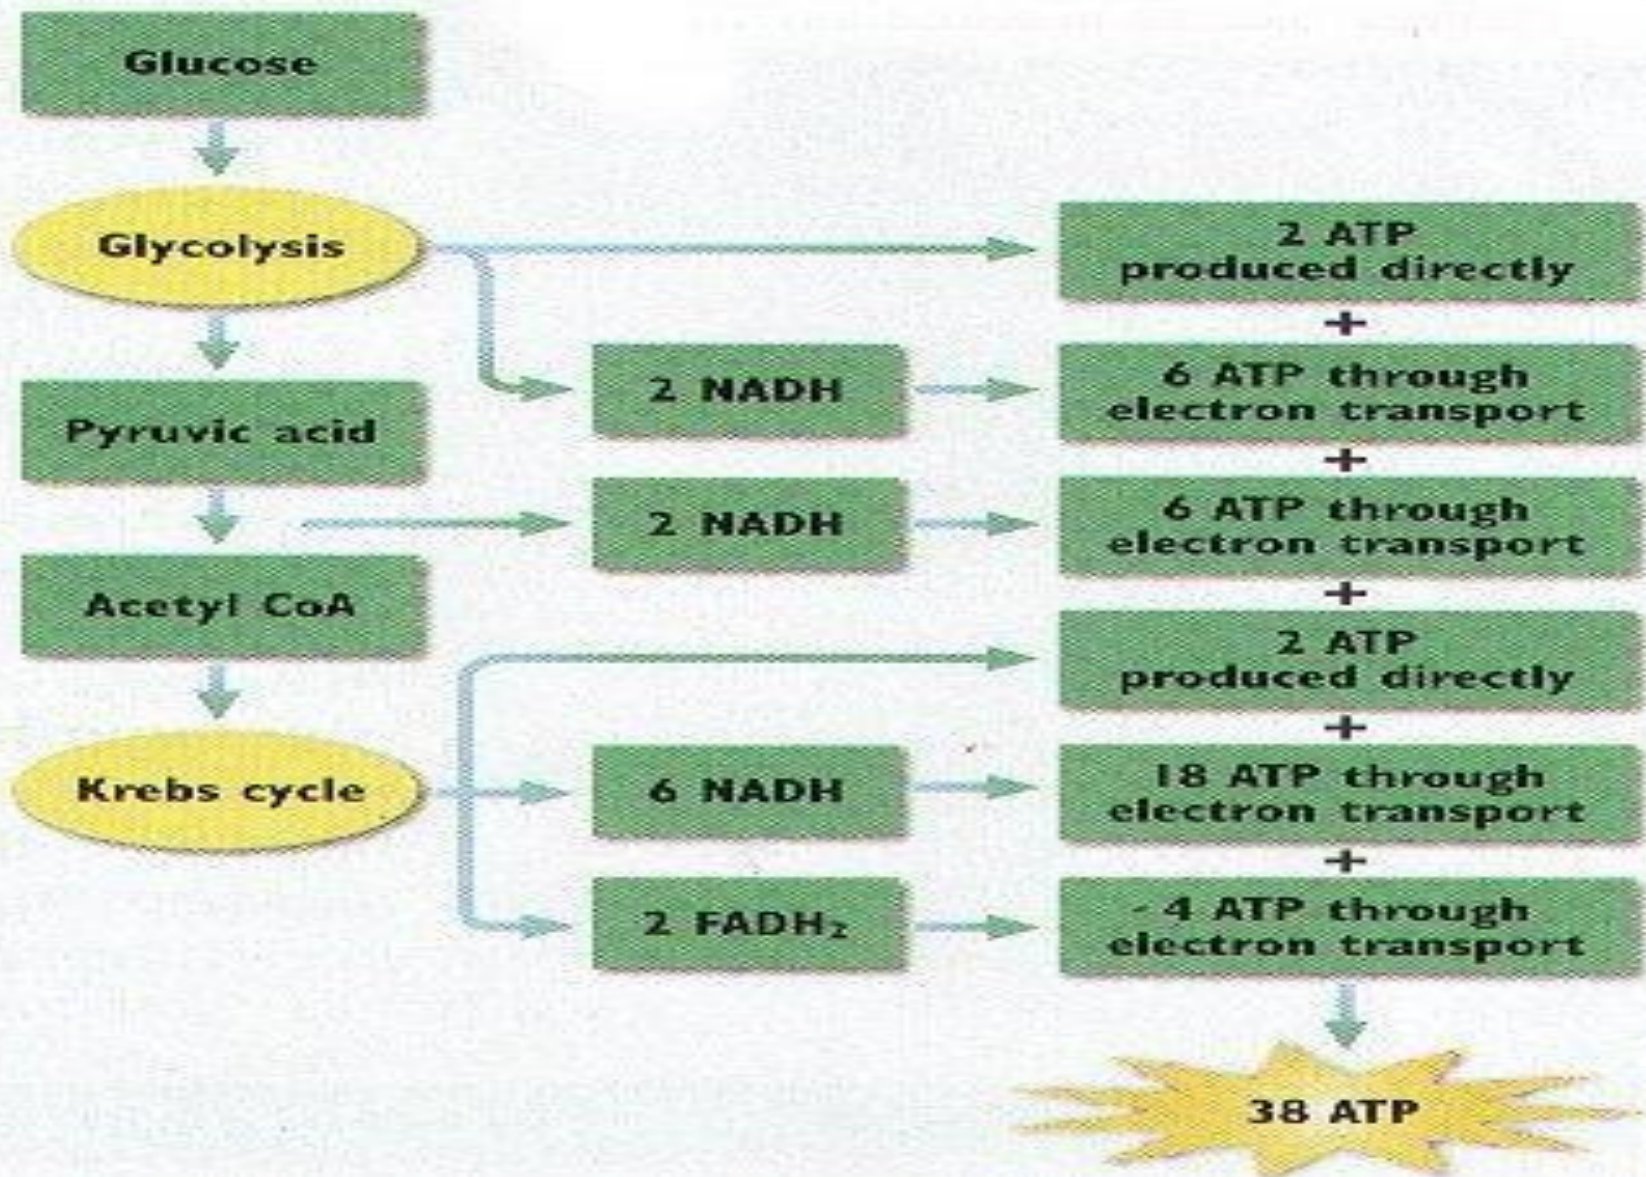 Glucose
Glycolysis
2 ATP
produced directly
+
2 NADH
6 ATP through
electron transport
Pyruvic acid
+
2 NADH
6 ATP through
electron transport
+
Acetyl CoA
2 ATP
produced directly
+
Krebs cycle
6 NADH
18 ATP through
electron transport
+
2 FADH₂
- 4 ATP through
electron transport
38 ATP